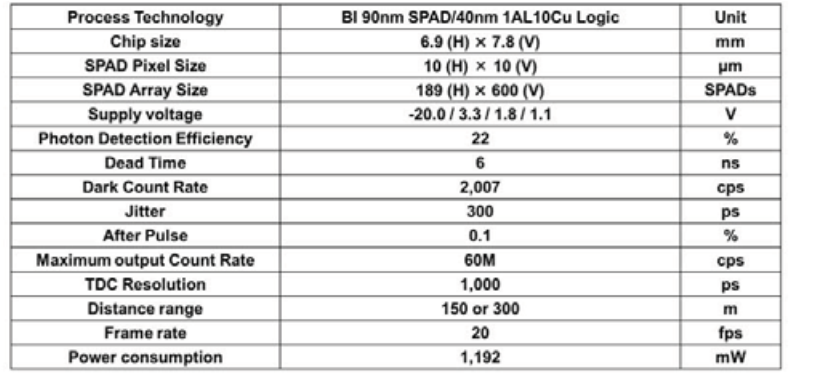 Process Technology BI 90nm SPAD/40nm 1AL10Cu Logic Unit
Chip size 6.9 (H) × 7.8 (V) mm
SPAD Pixel Size 10 (H) × 10 (V) μm
SPAD Array Size 189 (H) × 600 (V) SPADs
Supply voltage -20.0 / 3.3 / 1.8 / 1.1 V
Photon Detection Efficiency 22 %
Dead Time 6 ns
Dark Count Rate 2,007 cps
Jitter 300 ps
After Pulse 0.1 %
Maximum output Count Rate 60M cps
TDC Resolution 1,000 ps
Distance range 150 or 300 m
Frame rate 20 fps
Power consumption 1,192 mW